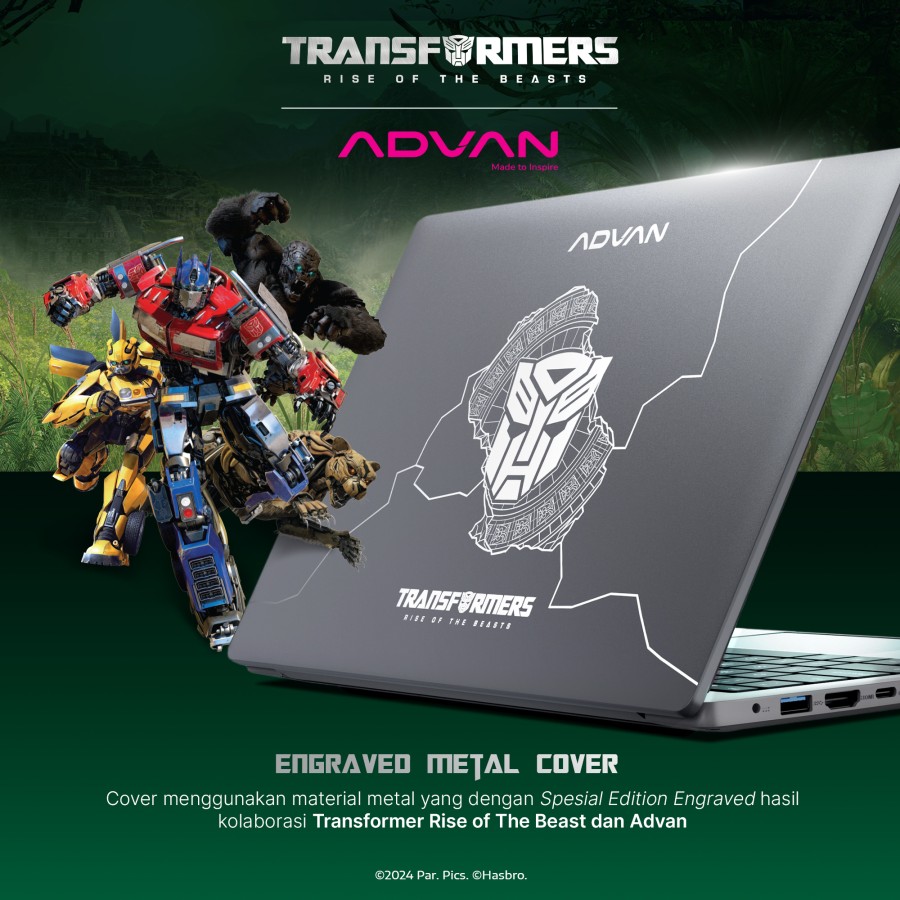 TRANSFORMERS
RISE OF THE BEASTS
ADVAN
Made to Inspire
ADVAN
TRANSFORMERS
RISE OF THE BEASTS
ENGRAVED METAL COVER
Cover menggunakan material metal yang dengan Spesial Edition Engraved hasil
kolaborasi Transformer Rise of The Beast dan Advan
©2024 Par. Pics. ©Hasbro.